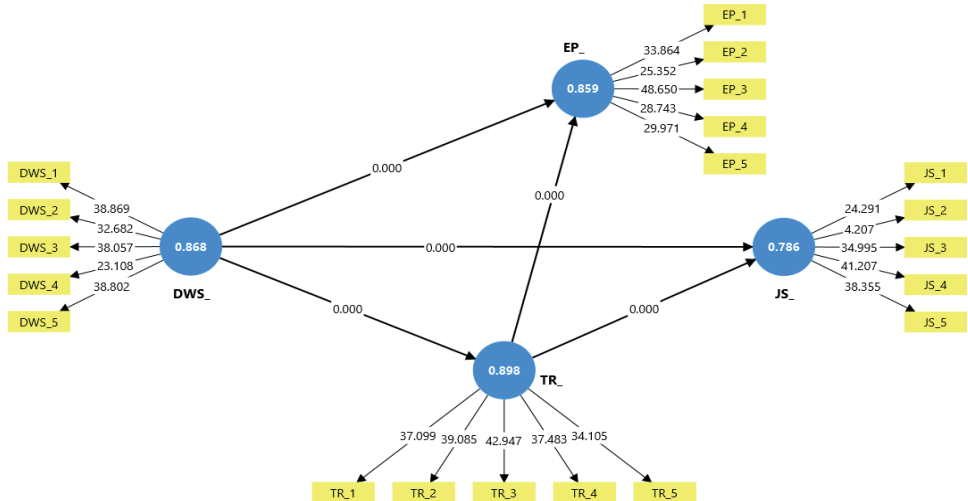 EP_1
EP_
33.864
EP_2
25.352
0.859
48.650
EP_3
28.743
EP_4
29.971
EP_5
0.000
DWS_1
JS_1
0.000
38.869
24.291
DWS_2
JS_2
32.682
4.207
DWS_3
38.057
0.868
0.000
0.786
34.995
JS_3
23.108
41.207
DWS_4
JS_4
38.802
38.355
DWS_
JS_
DWS_5
JS_5
0.000
0.000
0.898
TR_
37.099
39.085
42.947
37.483
34.105
TR_1
TR_2
TR_3
TR_4
TR_5